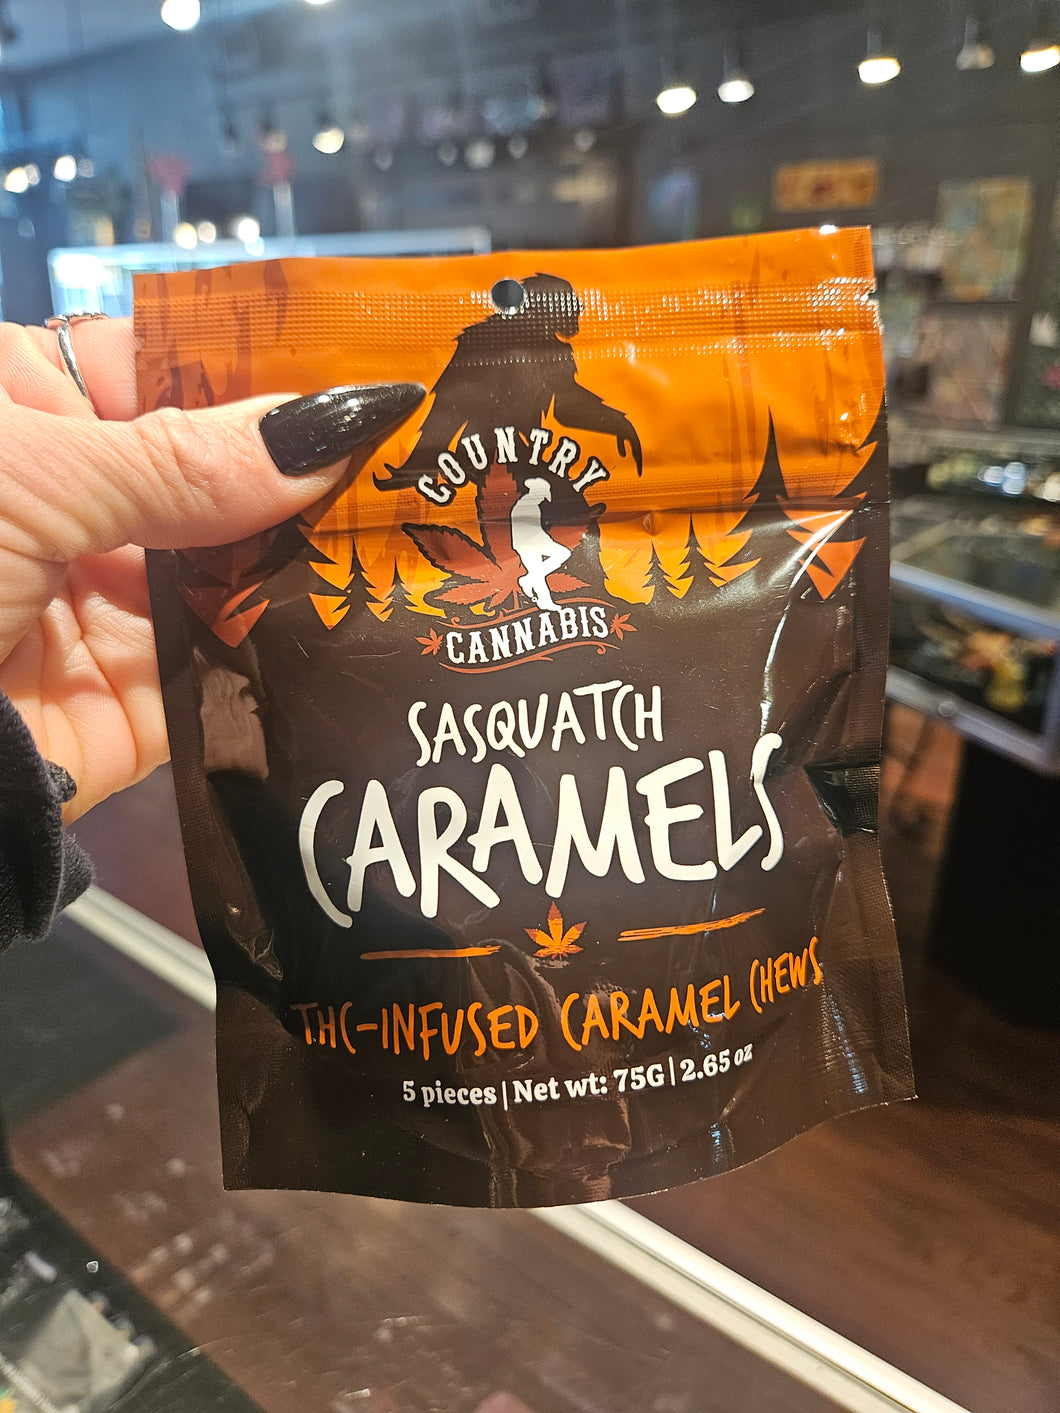 COUNTRY
CANNABIS
SASQUATCH
CARAMELS
THC-INFUSED CARAMEL CHEWS
5 pieces | Net wt: 75G | 2.65 oz